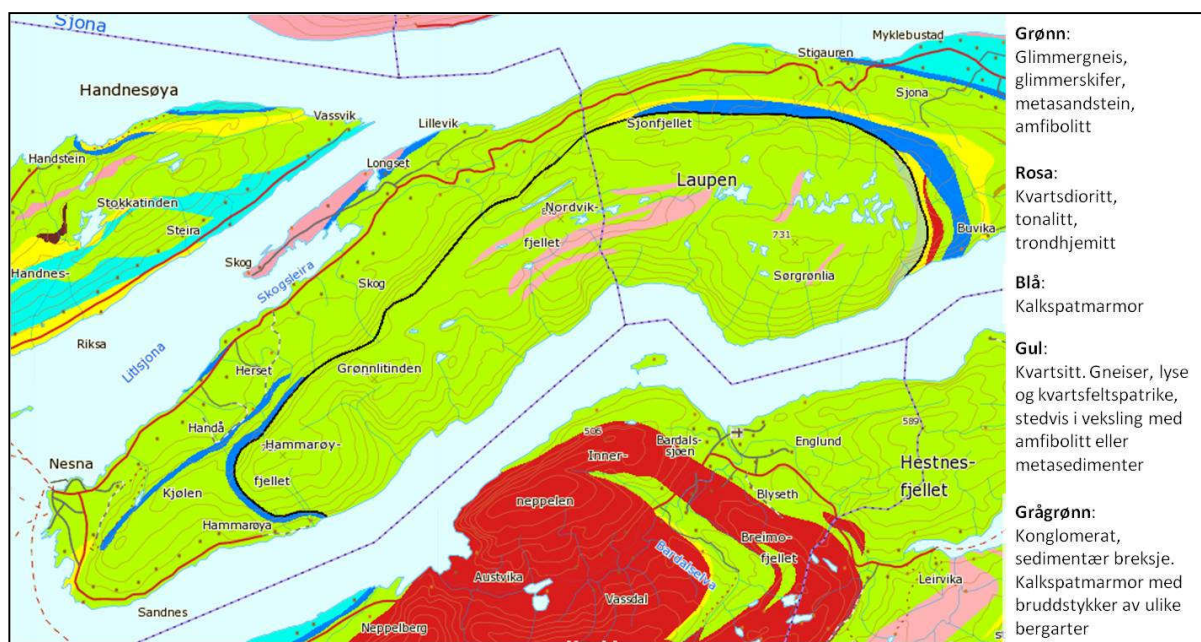 Sjona
Myklebustad
Stigauren
Handnesøya
Sjona
Vassvik
Lillevik
Sjonfjellet
Handstein
Longset
Laupen
Stokkatinden
Nordvik-
fjellet
731
Steira
Buvika
Skog
Handnes-
Skogsleira
Skog
Sørgrønlia
Riksa
Litlsjona
Herset
Grønnlitinden
Handå
506
589
Bardals-
sjøen
Englund
Hammarøy-
fjellet
Inner-
neppelen
Hestnes-
fjellet
Nesna
Kjølen
Blyseth
Hammarøya
Breimo-
fjellet
Bardalselva
Austvika
Leirvika
Vassdal
Sandnes
Neppelberg
Grønn:
Glimmergneis,
glimmerskifer,
metasandstein,
amfibolitt
Rosa:
Kvartsdioritt,
tonalitt,
trondhjemitt
Blå:
Kalkspatmarmor
Gul:
Kvartsitt. Gneiser, lyse
og kvartsfeltspatrike,
stedvis i veksling med
amfibolitt eller
metasedimenter
Grågrønn:
Konglomerat,
sedimentær breksje.
Kalkspatmarmor med
bruddstykker av ulike
bergarter